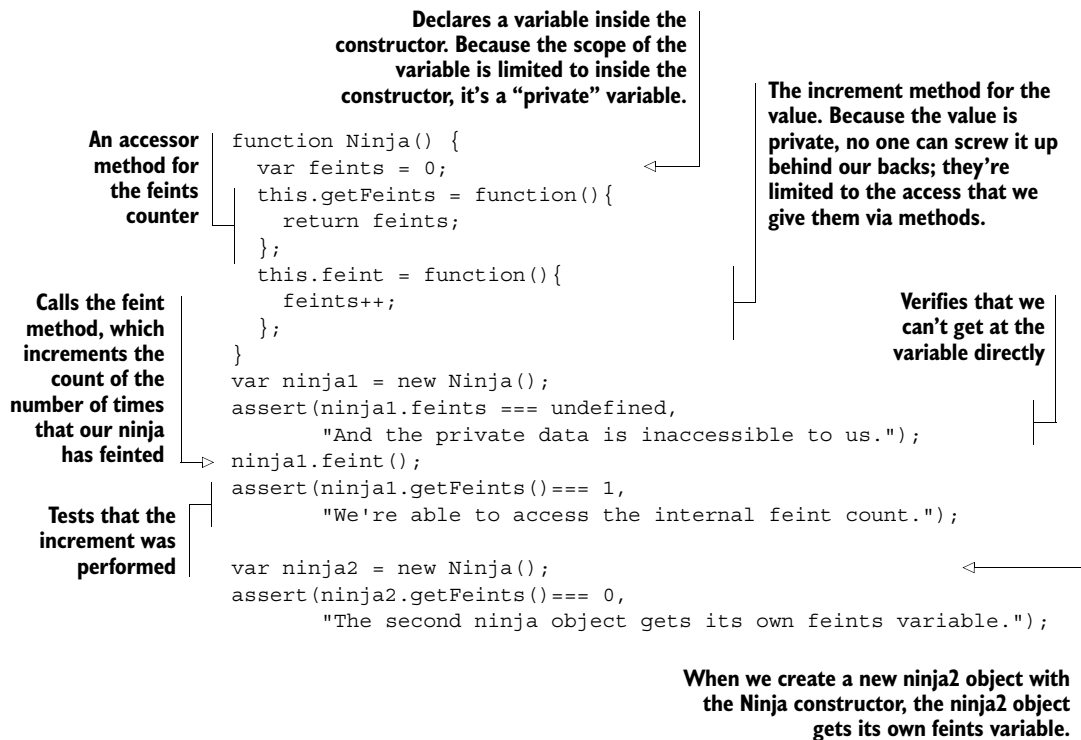 Declares a variable inside the
constructor. Because the scope of the
variable is limited to inside the
constructor, it's a “private” variable.
The increment method for the
value. Because the value is
private, no one can screw it up
behind our backs; they're
limited to the access that we
give them via methods.
An accessor
method for
the feints
counter
function Ninja() {
  var feints = 0;
  this.getFeints = function(){
    return feints;
  };
  this.feint = function(){
    feints++;
  };
}
Calls the feint
method, which
increments the
count of the
number of times
that our ninja
has feinted
Verifies that we
can't get at the
variable directly
var ninja1 = new Ninja();
assert(ninja1.feints === undefined,
       "And the private data is inaccessible to us.");
ninja1.feint();
assert(ninja1.getFeints()=== 1,
       "We're able to access the internal feint count.");
Tests that the
increment was
performed
var ninja2 = new Ninja();
assert(ninja2.getFeints()=== 0,
       "The second ninja object gets its own feints variable.");
When we create a new ninja2 object with
the Ninja constructor, the ninja2 object
gets its own feints variable.